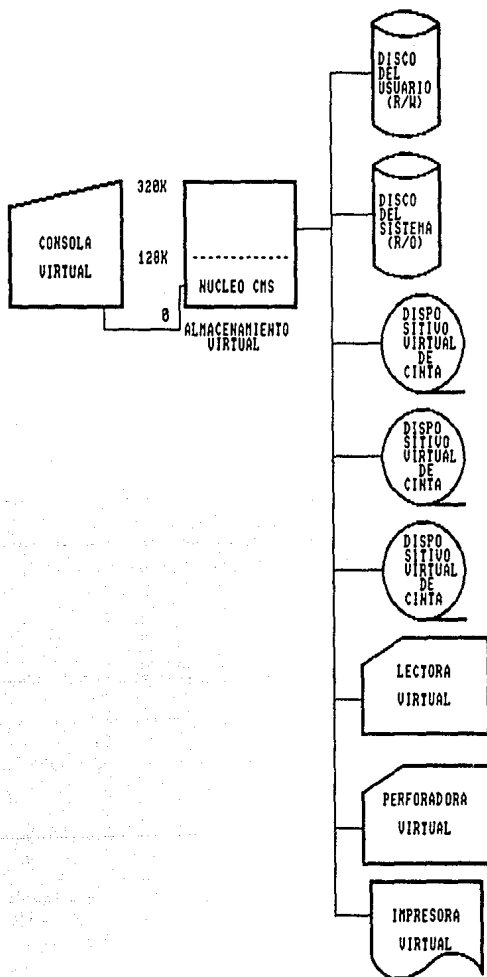 DISCO
DEL
USUARIO
(R/W)
320K
DISCO
DEL
SISTEMA
(R/O)
CONSOLA
VIRTUAL
128K
NUCLEO CMS
0
ALMACENAMIENTO
VIRTUAL
DISPO
SITIVO
VIRTUAL
DE
CINTA
DISPO
SITIVO
VIRTUAL
DE
CINTA
DISPO
SITIVO
VIRTUAL
DE
CINTA
LECTORA
VIRTUAL
PERFORADORA
VIRTUAL
IMPRESORA
VIRTUAL